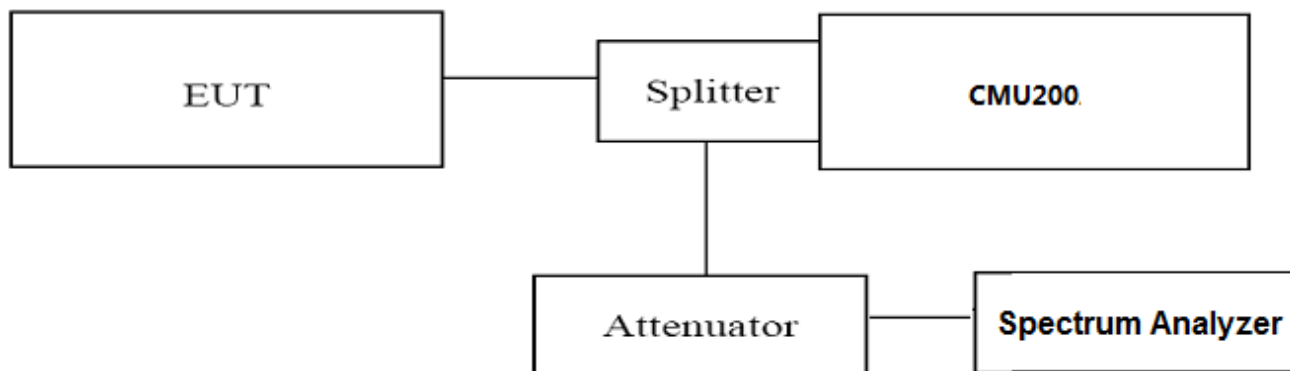 EUT
Splitter
CMU200.
Attenuator
Spectrum Analyzer